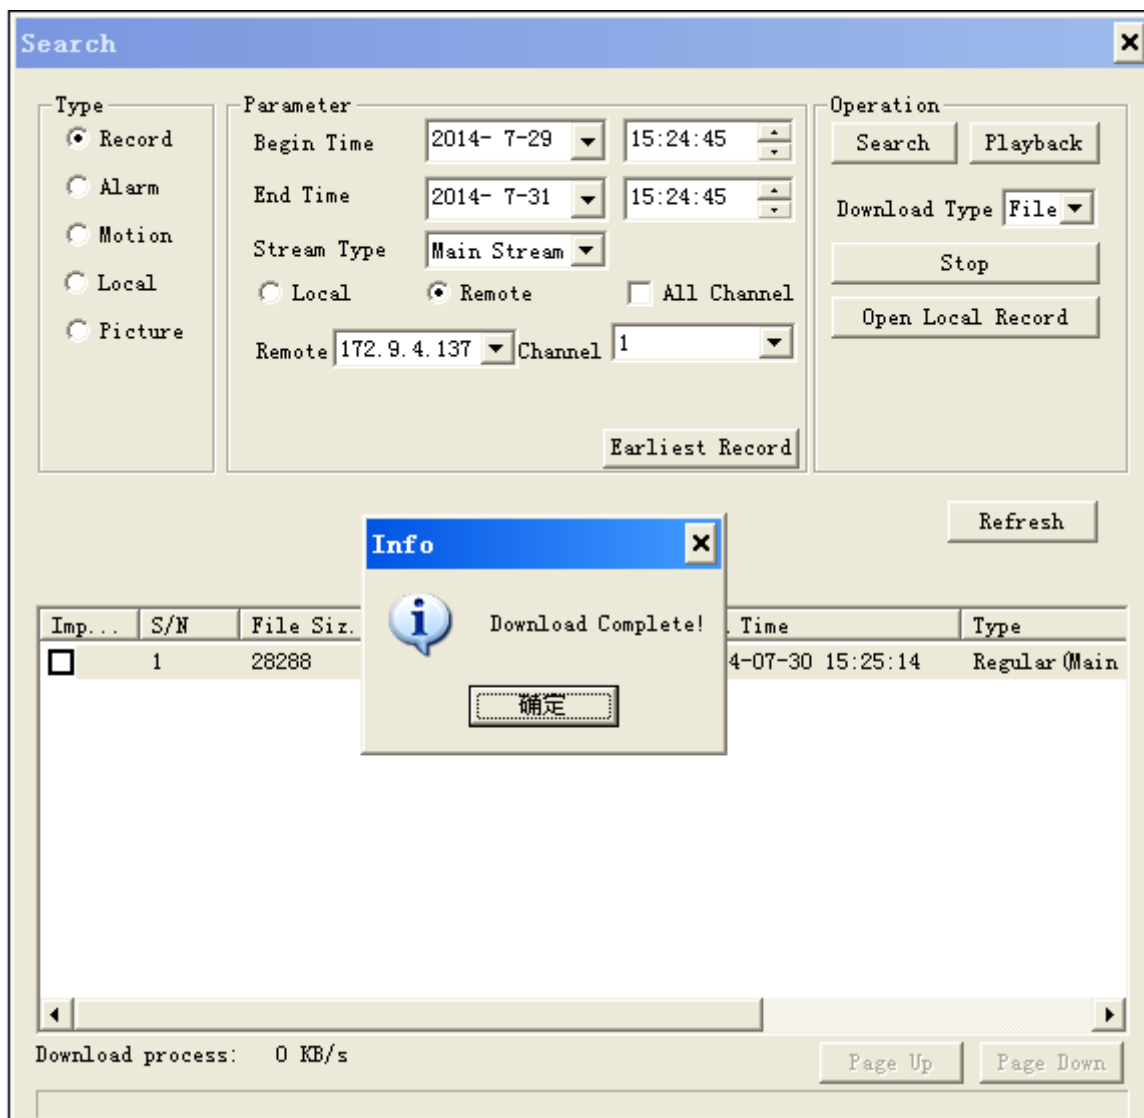 Search
Type
Record
Alarm
Motion
Local
Picture
Parameter
Begin Time 2014- 7-29 15:24:45
End Time 2014- 7-31 15:24:45
Stream Type Main Stream
Local Remote All Channel
Remote 172.9.4.137 Channel 1
Earliest Record
Operation
Search Playback
Download Type File
Stop
Open Local Record
Refresh
Info
Download Complete!
确定
Imp... S/N File Siz. Time Type
1 28288 4-07-30 15:25:14 Regular(Main
Download process: 0 KB/s
Page Up Page Down